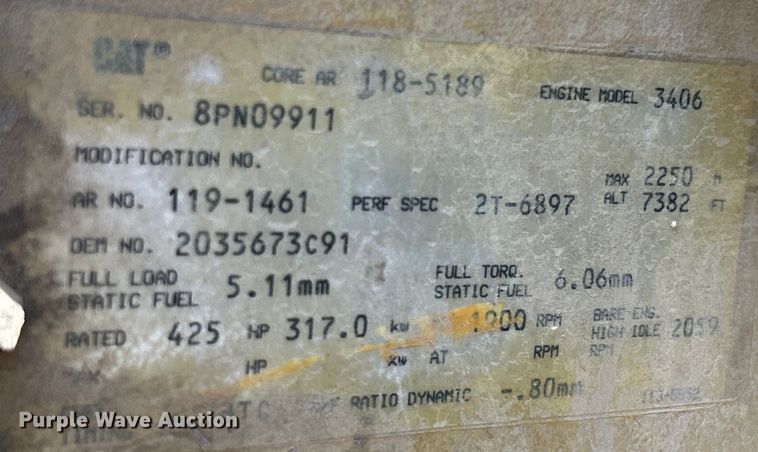 CAT®
CORE AR 118-5189 ENGINE MODEL 3406
SER. NO. 8PN09911
MODIFICATION NO.
AR NO. 119-1461 PERF SPEC 2T-6897 MAX ALT 2250 M 7382 FT
OEM NO. 2035673C91
FULL LOAD STATIC FUEL 5.11mm FULL TORQ. STATIC FUEL 6.06mm
RATED 425 HP 317.0 kw 1900 RPM BARE ENG. HIGH IDLE RPM 2059
HP kw AT RPM
RATIO DYNAMIC -.80mm
Purple Wave Auction